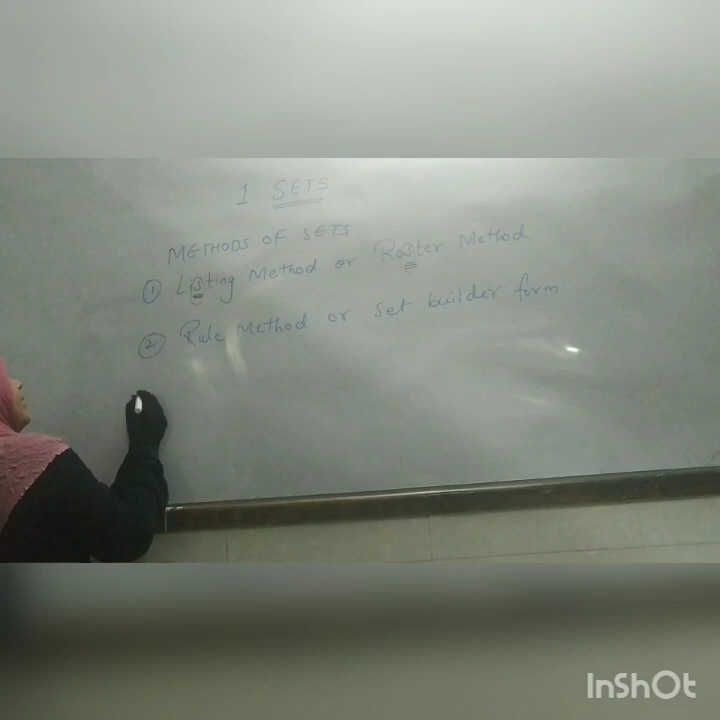 1 SETS
METHODS OF SETS
① Listing Method or Roster Method
② Rule Method or Set builder form
InShOt